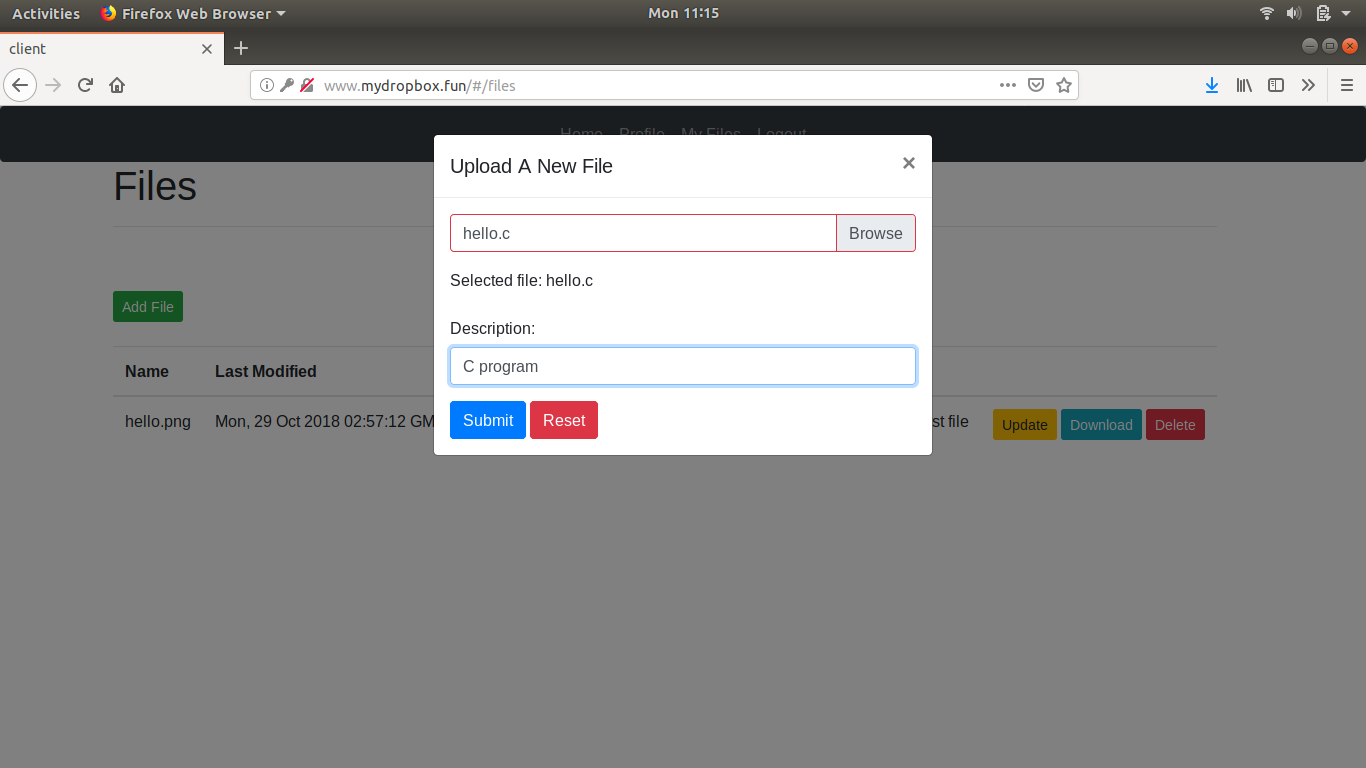 Activities Firefox Web Browser Mon 11:15
client
www.mydropbox.fun/#/files
Home Profile My Files Logout
Upload A New File ×
Files
hello.c Browse
Selected file: hello.c
Add File
Description:
C program
Name Last Modified
Submit Reset
hello.png Mon, 29 Oct 2018 02:57:12 GM st file Update Download Delete